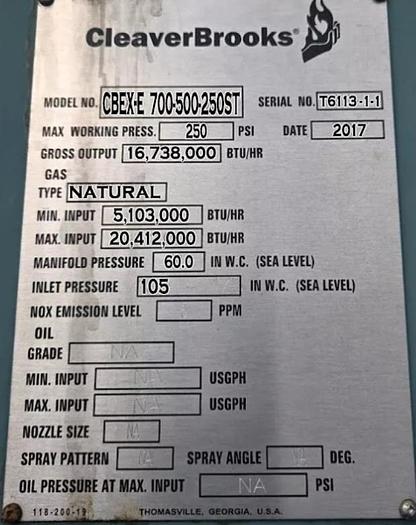 CleaverBrooks®
MODEL NO. CBEX-E 700-500-250ST SERIAL NO. T6113-1-1
MAX WORKING PRESS. 250 PSI DATE 2017
GROSS OUTPUT 16,738,000 BTU/HR
GAS
TYPE NATURAL
MIN. INPUT 5,103,000 BTU/HR
MAX. INPUT 20,412,000 BTU/HR
MANIFOLD PRESSURE 60.0 IN W.C. (SEA LEVEL)
INLET PRESSURE 105 IN W.C. (SEA LEVEL)
NOX EMISSION LEVEL PPM
OIL
GRADE NA
MIN. INPUT NA USGPH
MAX. INPUT NA USGPH
NOZZLE SIZE NA
SPRAY PATTERN NA SPRAY ANGLE NA DEG.
OIL PRESSURE AT MAX. INPUT NA PSI
118-200-19 THOMASVILLE, GEORGIA, U.S.A.